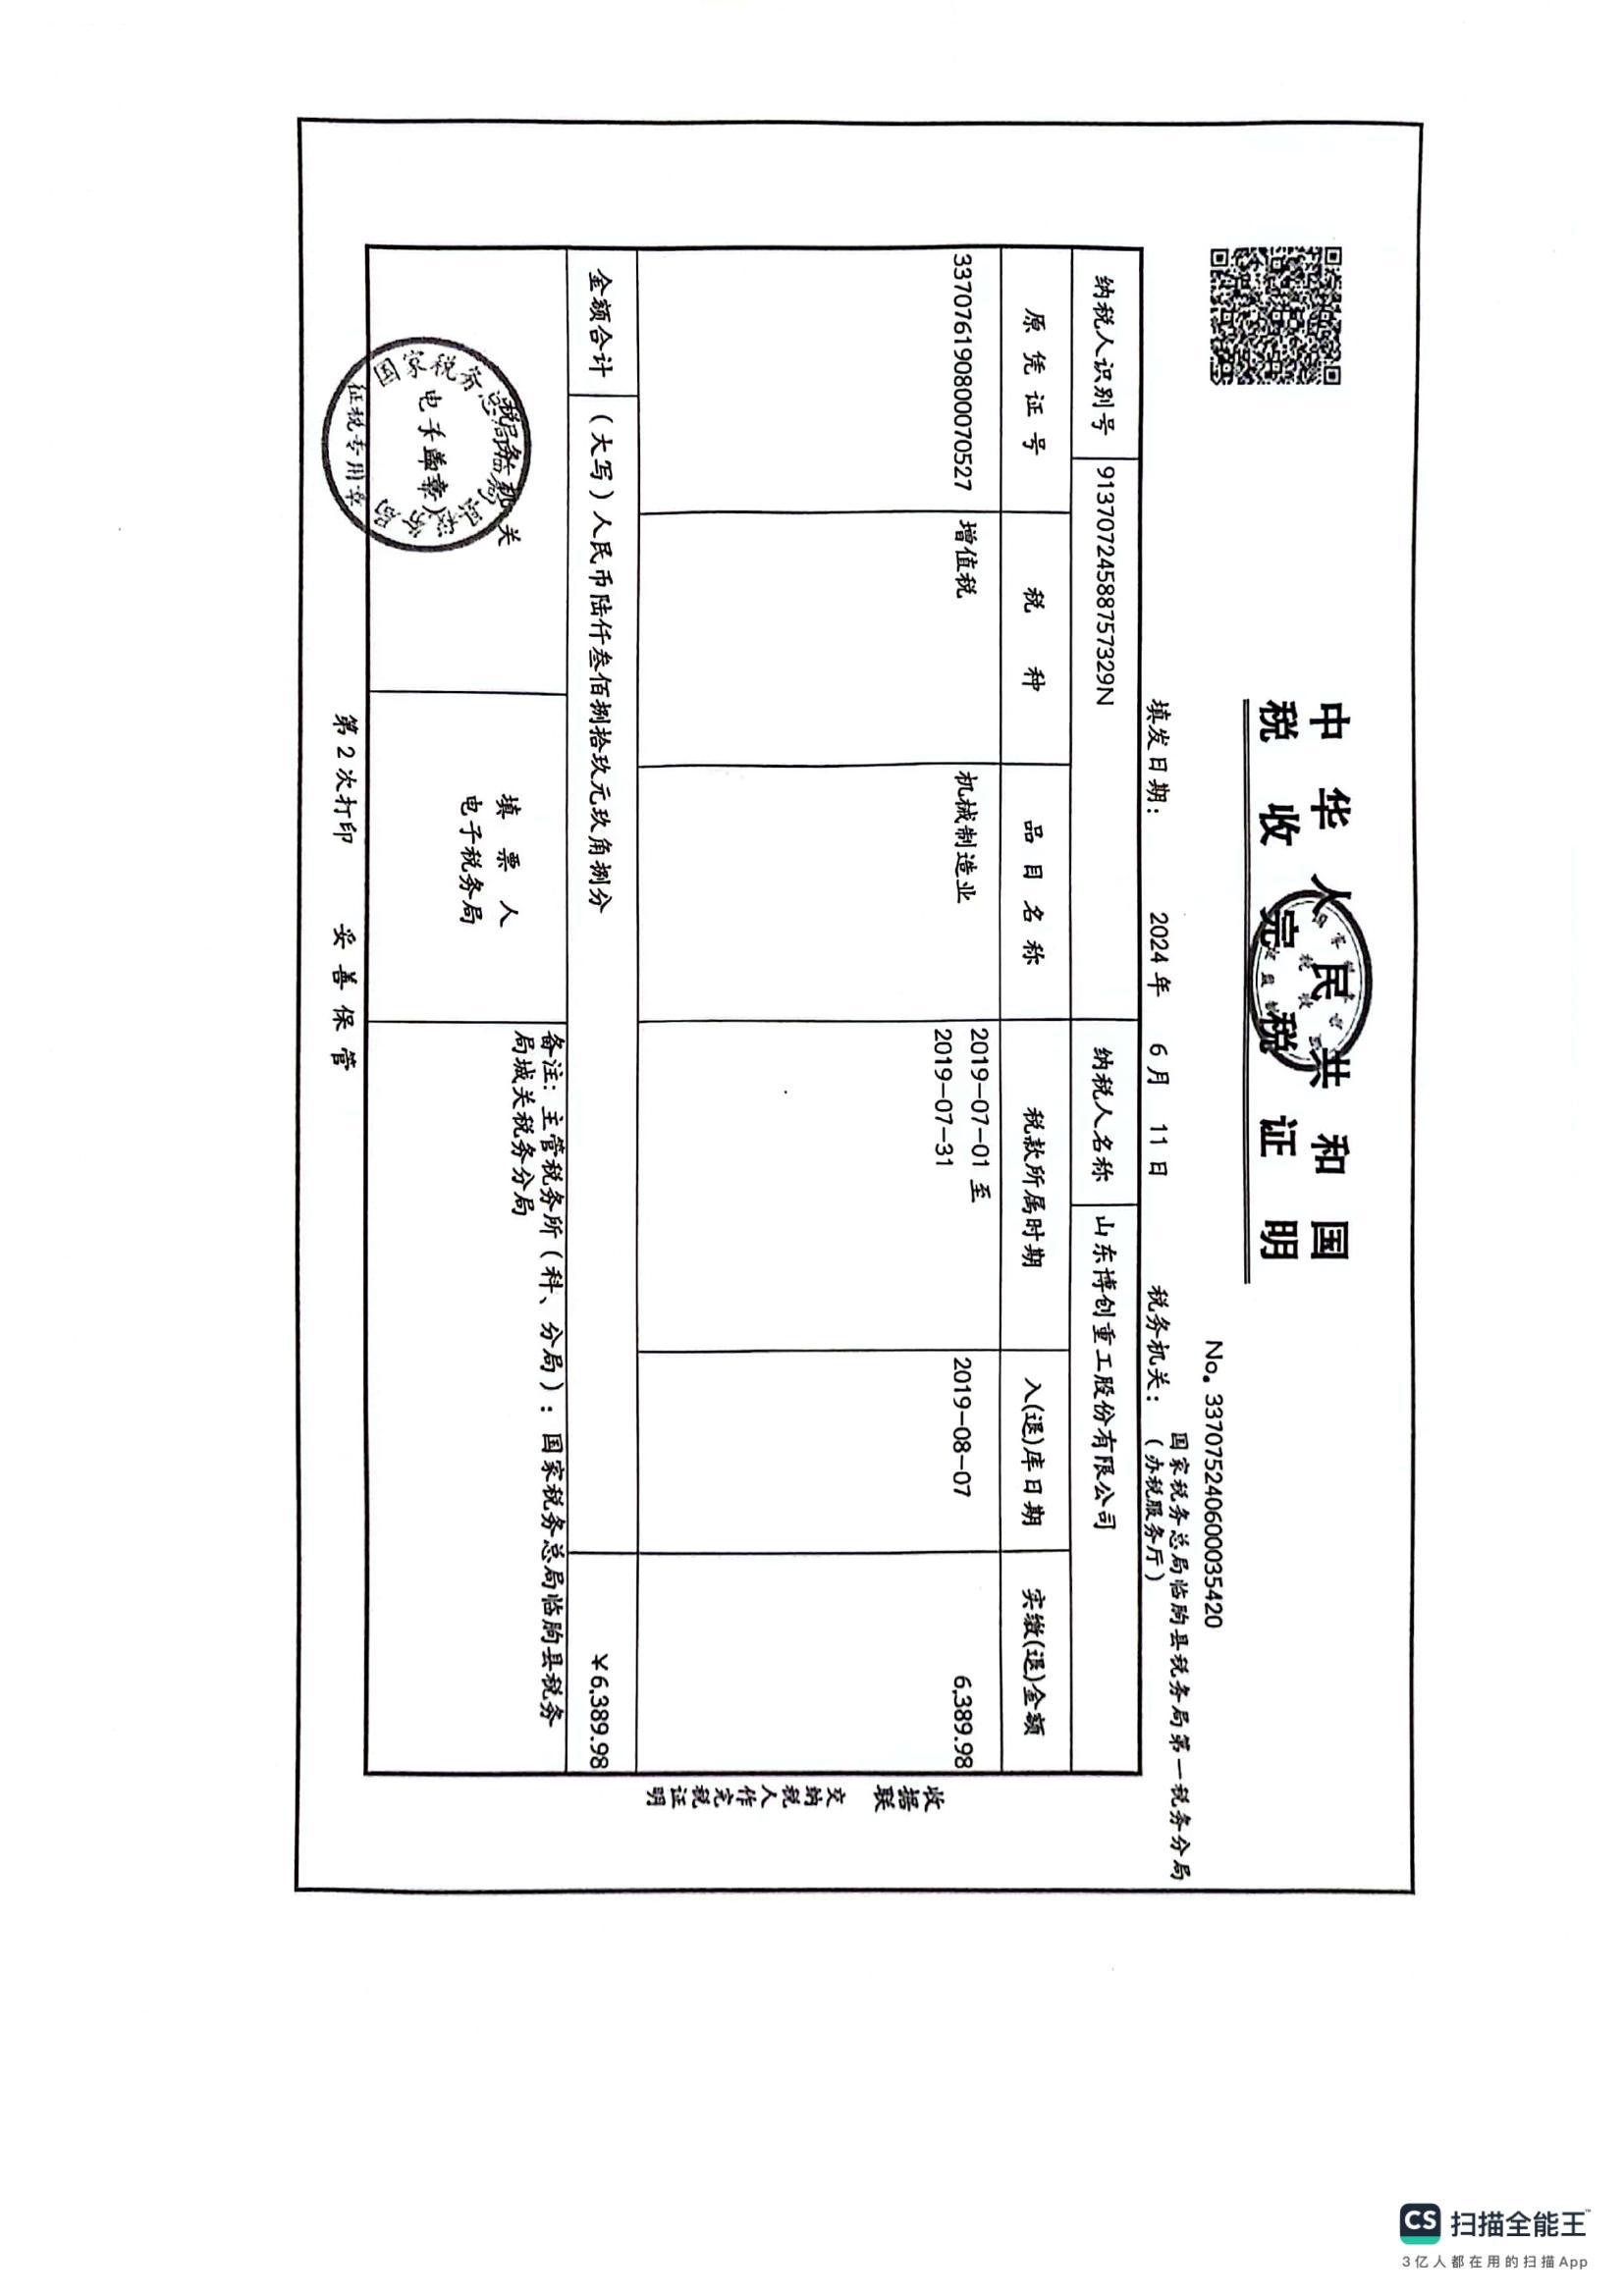 中华人民共和国
税收完税证明
No. 337075240600035420
填发日期： 2024 年 6 月 11 日 税务机关： 国家税务总局临朐县税务局第一税务分局
（办税服务厅）
纳税人识别号 91370724588757329N 纳税人名称 山东博创重工股份有限公司
原凭证号 税种 品目名称 税款所属时期 入(退)库日期 实缴(退)金额
337076190800070527 增值税 机械制造业 2019-07-01 至 2019-08-07 6,389.98
2019-07-31
金额合计 （大写）人民币陆仟叁佰捌拾玖元玖角捌分 ￥6,389.98
税务机关
（电子盖章）
国家税务总局
征税专用章
填票人
电子税务局
备注：主管税务所（科、分局）：国家税务总局临朐县税务
局城关税务分局
收据联
交纳税人作完税证明
第 2 次打印 妥善保管
CS 扫描全能王™
3亿人都在用的扫描App